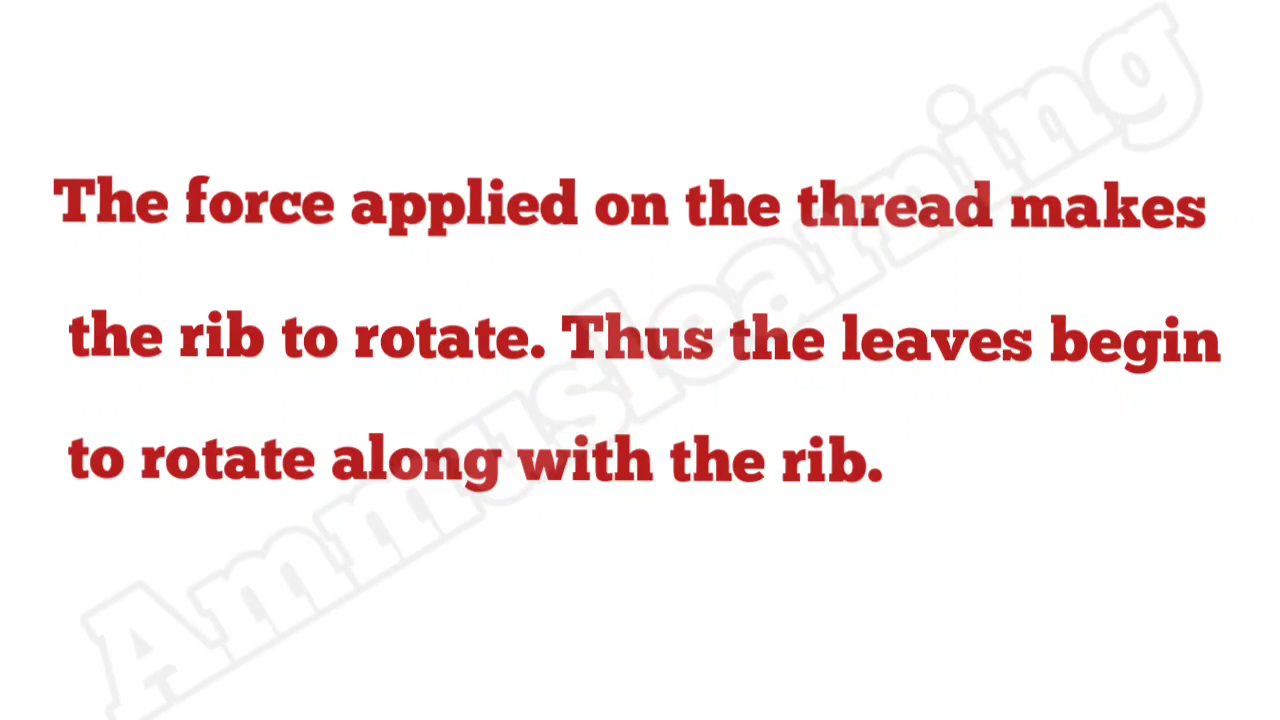 The force applied on the thread makes
the rib to rotate. Thus the leaves begin
to rotate along with the rib.
Ammuslearning